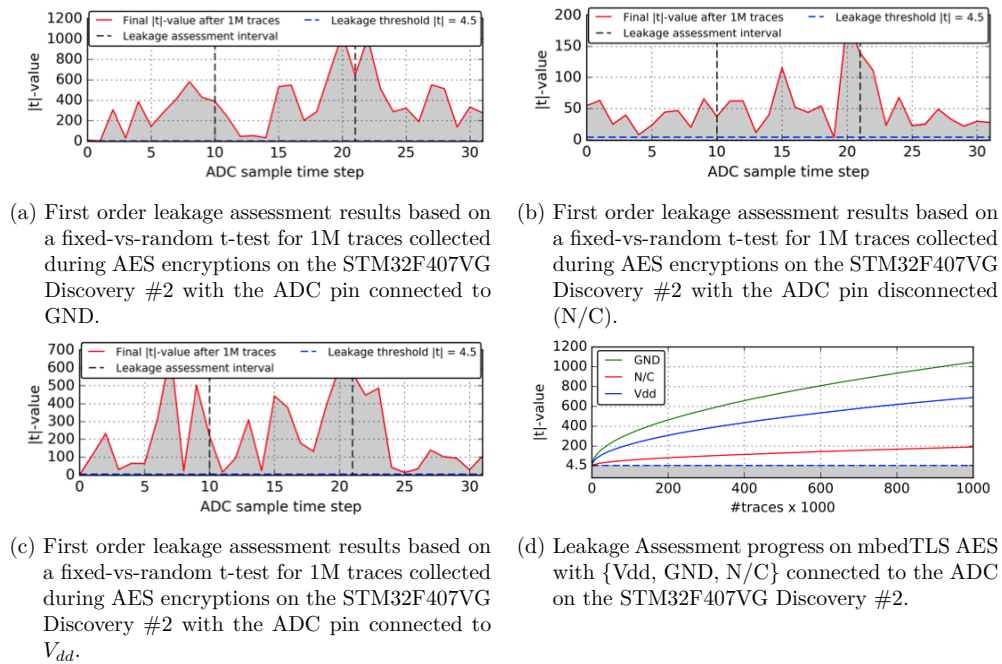 Final |t|-value after 1M traces
Leakage threshold |t| = 4.5
Leakage assessment interval
1200
1000
800
600
400
200
0
|t|-value
0 5 10 15 20 25 30
ADC sample time step
(a) First order leakage assessment results based on
a fixed-vs-random t-test for 1M traces collected
during AES encryptions on the STM32F407VG
Discovery #2 with the ADC pin connected to
GND.
Final |t|-value after 1M traces
Leakage threshold |t| = 4.5
Leakage assessment interval
200
150
100
50
0
|t|-value
0 5 10 15 20 25 30
ADC sample time step
(b) First order leakage assessment results based on
a fixed-vs-random t-test for 1M traces collected
during AES encryptions on the STM32F407VG
Discovery #2 with the ADC pin disconnected
(N/C).
Final |t|-value after 1M traces
Leakage threshold |t| = 4.5
Leakage assessment interval
700
600
500
400
300
200
100
0
|t|-value
0 5 10 15 20 25 30
ADC sample time step
(c) First order leakage assessment results based on
a fixed-vs-random t-test for 1M traces collected
during AES encryptions on the STM32F407VG
Discovery #2 with the ADC pin connected to
Vdd.
GND
N/C
Vdd
1200
1000
800
600
400
200
4.5
|t|-value
0 200 400 600 800 1000
#traces x 1000
(d) Leakage Assessment progress on mbedTLS AES
with {Vdd, GND, N/C} connected to the ADC
on the STM32F407VG Discovery #2.